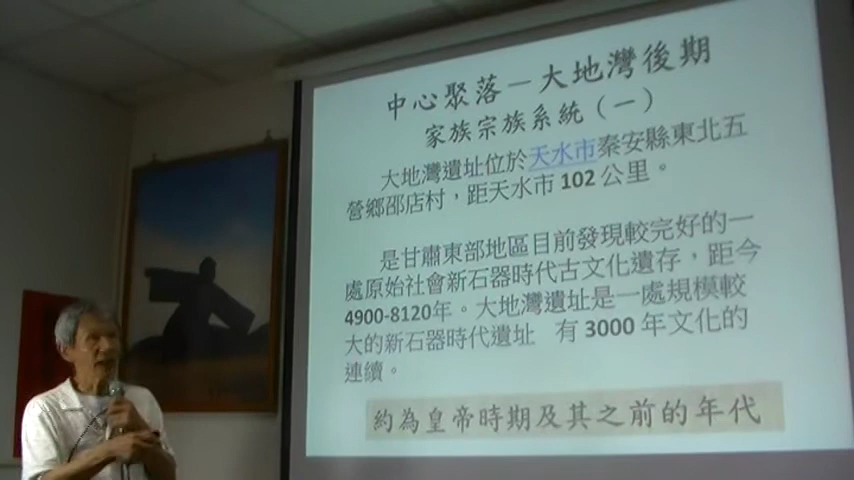 中心聚落－大地灣後期
家族宗族系統（一）
大地灣遺址位於天水市秦安縣東北五
營鄉邵店村，距天水市102公里。
是甘肅東部地區目前發現較完好的一
處原始社會新石器時代古文化遺存，距今
4900-8120年。大地灣遺址是一處規模較
大的新石器時代遺址 有3000年文化的
連續。
約為皇帝時期及其之前的年代